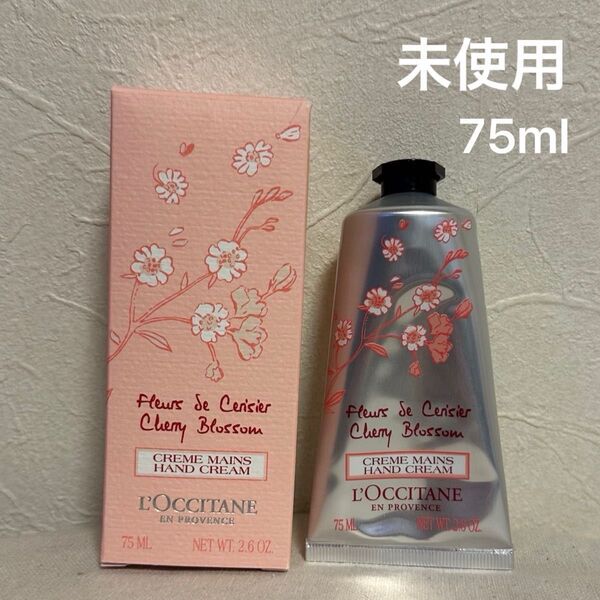 未使用
75ml
Fleurs de Cerisier
Cherry Blossom
CREME MAINS
HAND CREAM
L'OCCITANE
EN PROVENCE
75 ML NET WT. 2.6 OZ.
Fleurs de Cerisier
Cherry Blossom
CREME MAINS
HAND CREAM
L'OCCITANE
EN PROVENCE
75 ML NET WT. 2.6 OZ.